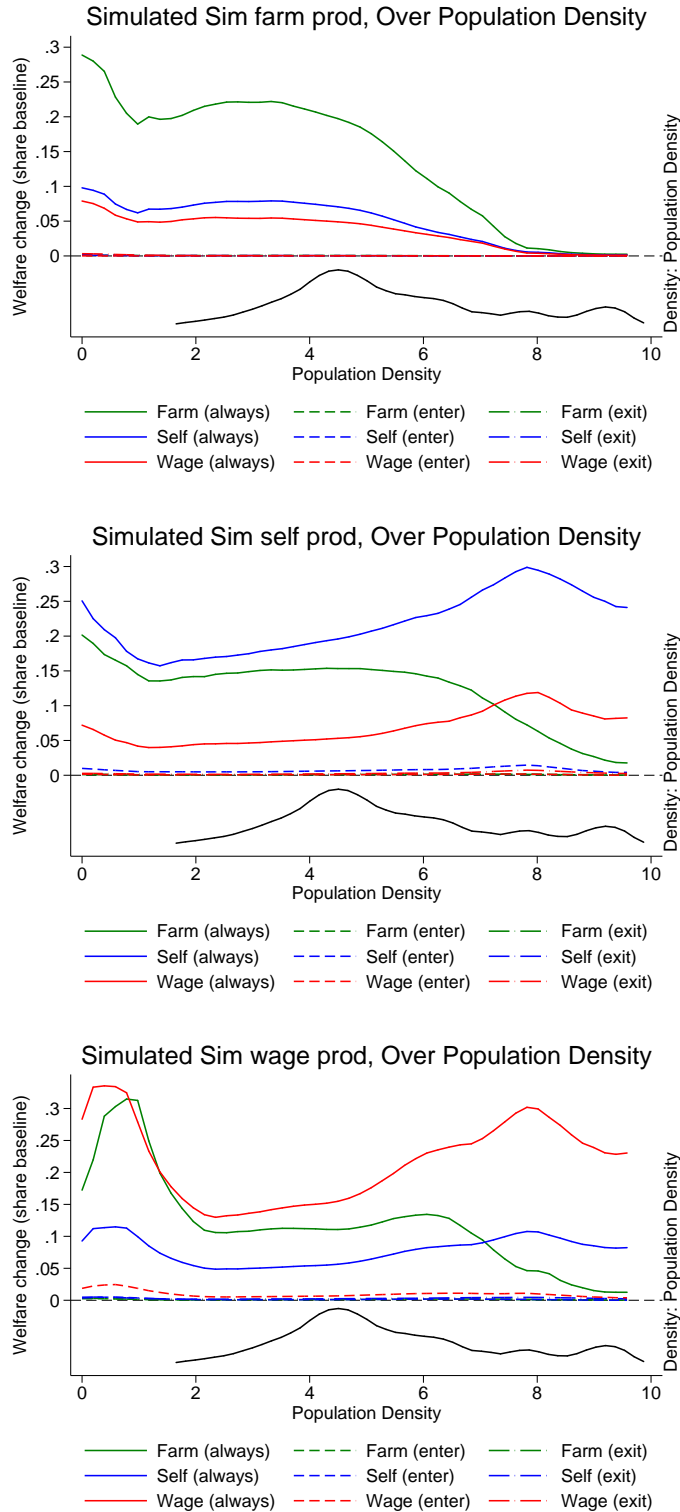 Simulated Sim farm prod, Over Population Density
Welfare change (share baseline)
.3
.25
.2
.15
.1
.05
0
Density: Population Density
0 2 4 6 8 10
Population Density
Farm (always) Farm (enter) Farm (exit)
Self (always) Self (enter) Self (exit)
Wage (always) Wage (enter) Wage (exit)
Simulated Sim self prod, Over Population Density
Welfare change (share baseline)
.3
.25
.2
.15
.1
.05
0
Density: Population Density
0 2 4 6 8 10
Population Density
Farm (always) Farm (enter) Farm (exit)
Self (always) Self (enter) Self (exit)
Wage (always) Wage (enter) Wage (exit)
Simulated Sim wage prod, Over Population Density
Welfare change (share baseline)
.3
.25
.2
.15
.1
.05
0
Density: Population Density
0 2 4 6 8 10
Population Density
Farm (always) Farm (enter) Farm (exit)
Self (always) Self (enter) Self (exit)
Wage (always) Wage (enter) Wage (exit)